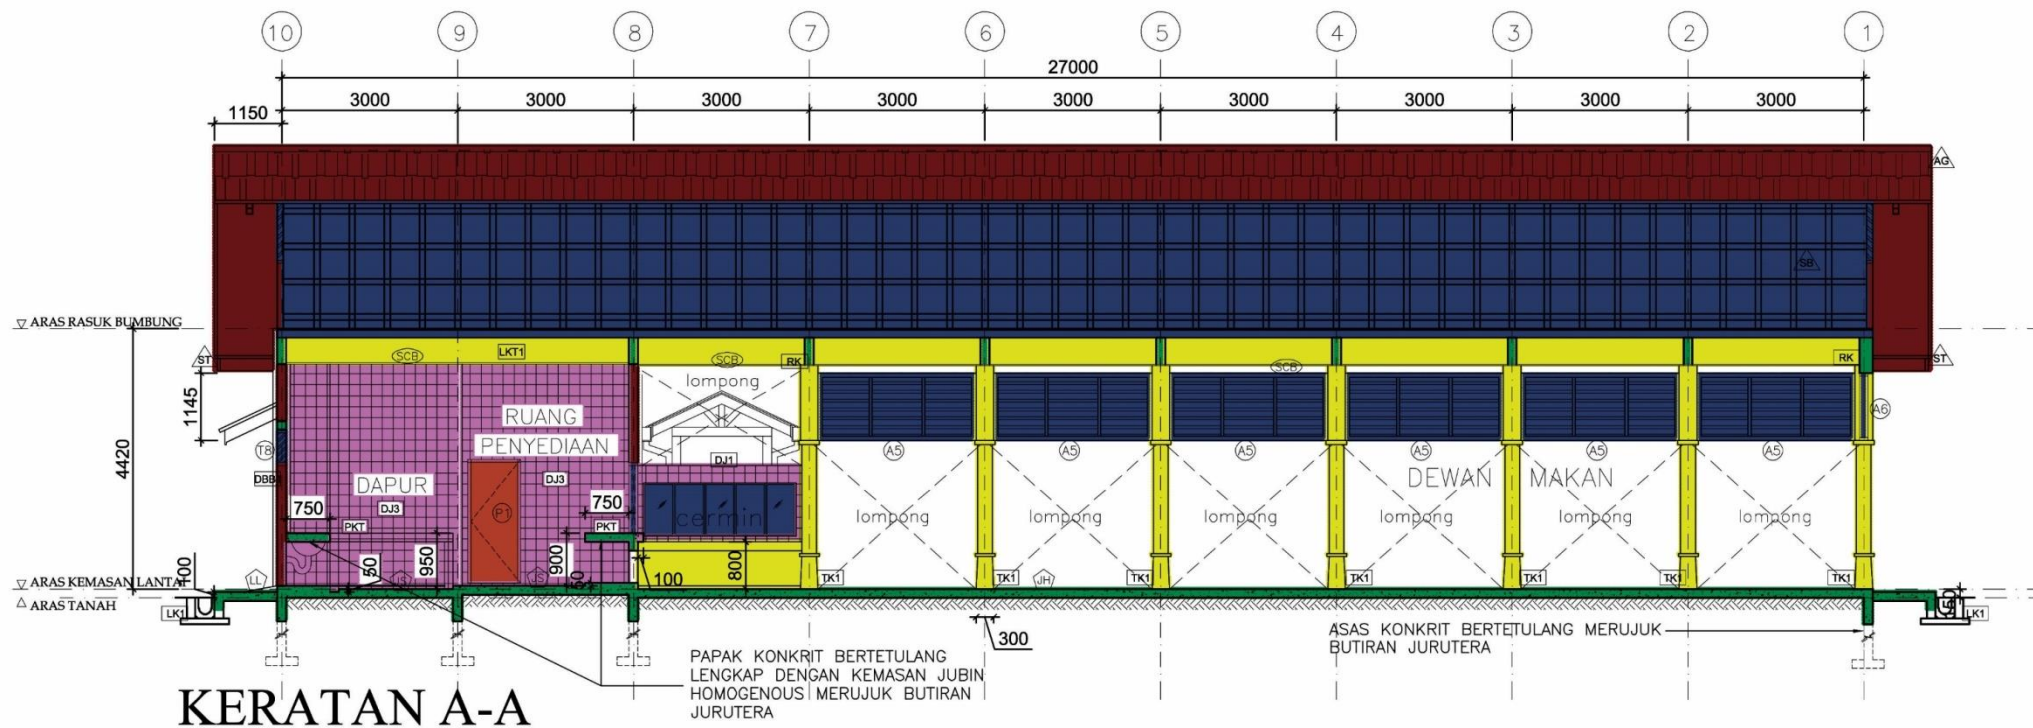 10 9 8 7 6 5 4 3 2 1
27000
3000 3000 3000 3000 3000 3000 3000 3000 3000
1150
AG
SB
ARAS RASUK BUMBUNG
ST SCB LKT1 SCB RK SCB RK ST
lompong
1145
4420
RUANG
PENYEDIAAN
A6
T8 DJ1 A5 A5 A5 A5 A5 A5
DBB DAPUR DJ3 DJ3 DEWAN MAKAN
750 P1 750
PKT PKT cermin lompong lompong lompong lompong lompong lompong
100 50 950 900 50 100 800
ARAS KEMASAN LANTAI LL JS JS TK1 TK1 TK1 JH TK1 TK1 TK1 TK1
ARAS TANAH
LK1 LK1
300
ASAS KONKRIT BERTETULANG MERUJUK
BUTIRAN JURUTERA
PAPAK KONKRIT BERTETULANG
LENGKAP DENGAN KEMASAN JUBIN
HOMOGENOUS MERUJUK BUTIRAN
JURUTERA
KERATAN A-A